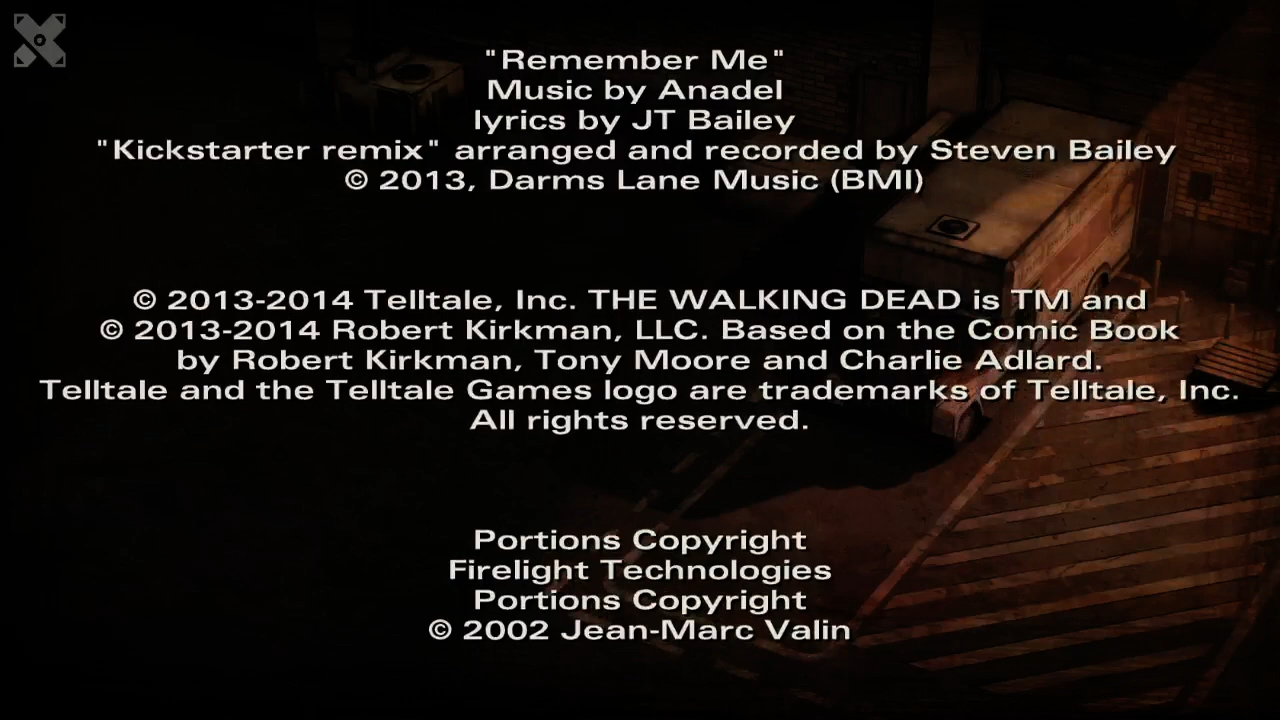 "Remember Me"
Music by Anadel
lyrics by JT Bailey
"Kickstarter remix" arranged and recorded by Steven Bailey
© 2013, Darms Lane Music (BMI)
© 2013-2014 Telltale, Inc. THE WALKING DEAD is TM and
© 2013-2014 Robert Kirkman, LLC. Based on the Comic Book
by Robert Kirkman, Tony Moore and Charlie Adlard.
Telltale and the Telltale Games logo are trademarks of Telltale, Inc.
All rights reserved.
Portions Copyright
Firelight Technologies
Portions Copyright
© 2002 Jean-Marc Valin